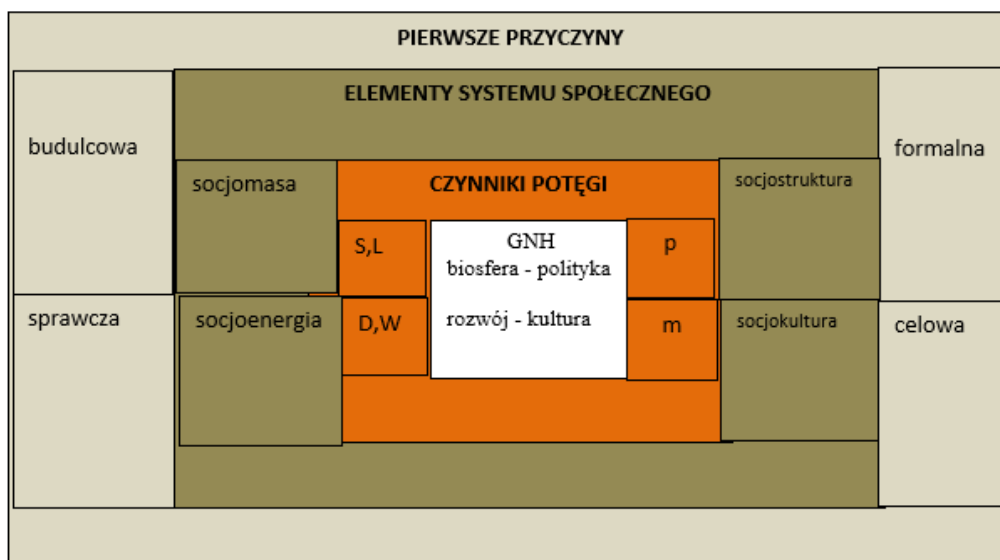 PIERWSZE PRZYCZYNY
ELEMENTY SYSTEMU SPOŁECZNEGO
budulcowa
formalna
socjomasa
CZYNNIKI POTĘGI
socjostruktura
S,L
GNH
p
biosfera - polityka
sprawcza
socjoenergia
D,W
rozwój - kultura
m
socjokultura
celowa